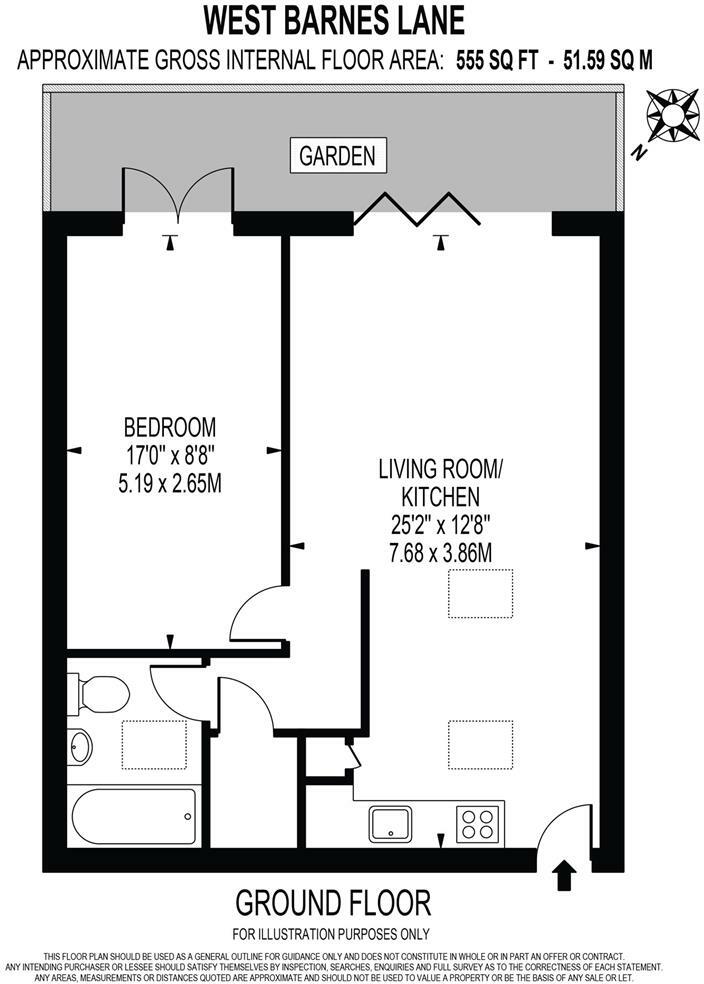 WEST BARNES LANE
APPROXIMATE GROSS INTERNAL FLOOR AREA: 555 SQ FT - 51.59 SQ M
GARDEN
N
BEDROOM
17'0" x 8'8"
5.19 x 2.65M
LIVING ROOM/
KITCHEN
25'2" x 12'8"
7.68 x 3.86M
GROUND FLOOR
FOR ILLUSTRATION PURPOSES ONLY
THIS FLOOR PLAN SHOULD BE USED AS A GENERAL OUTLINE FOR GUIDANCE ONLY AND DOES NOT CONSTITUTE IN WHOLE OR IN PART AN OFFER OR CONTRACT.
ANY INTENDING PURCHASER OR LESSEE SHOULD SATISFY THEMSELVES BY INSPECTION, SEARCHES, ENQUIRIES AND FULL SURVEY AS TO THE CORRECTNESS OF EACH STATEMENT.
ANY AREAS, MEASUREMENTS OR DISTANCES QUOTED ARE APPROXIMATE AND SHOULD NOT BE USED TO VALUE A PROPERTY OR BE THE BASIS OF ANY SALE OR LET.